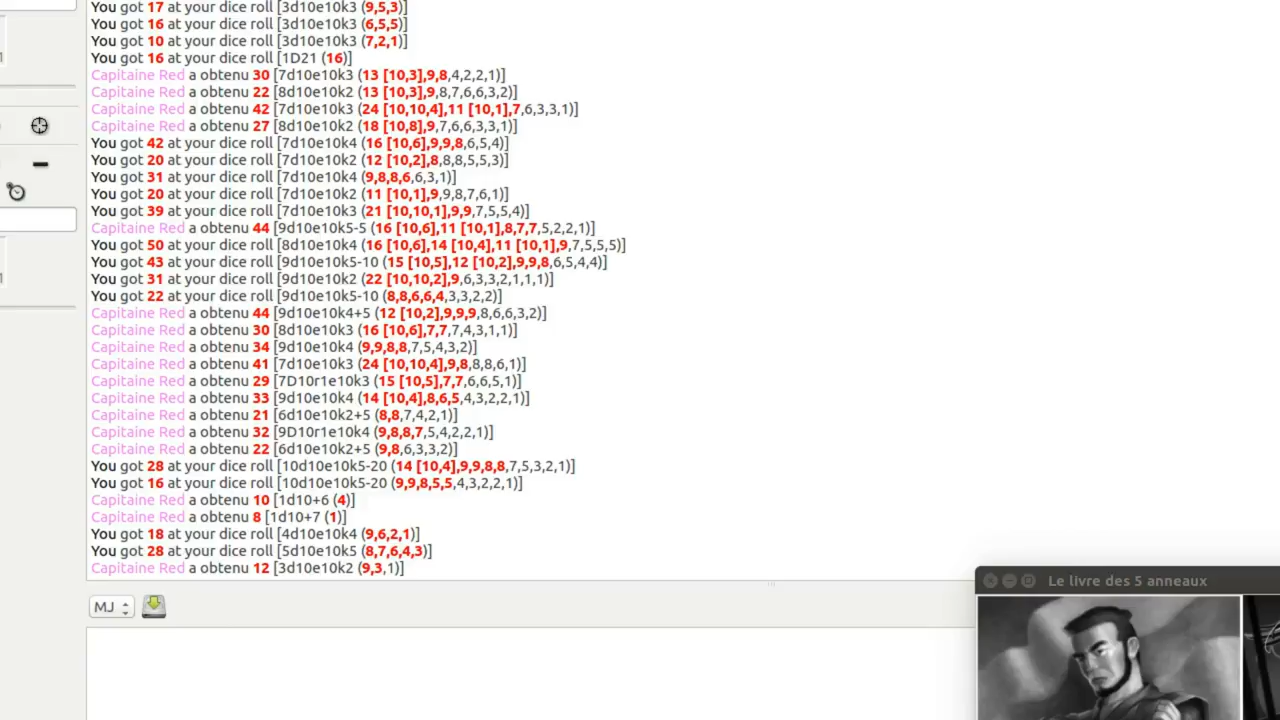 You got 17 at your dice roll [3d10e10k3 (9,5,3)]
You got 16 at your dice roll [3d10e10k3 (6,5,5)]
You got 10 at your dice roll [3d10e10k3 (7,2,1)]
You got 16 at your dice roll [1D21 (16)]
Capitaine Red a obtenu 30 [7d10e10k3 (13 [10,3],9,8,4,2,2,1)]
Capitaine Red a obtenu 22 [8d10e10k2 (13 [10,3],9,8,7,6,6,3,2)]
Capitaine Red a obtenu 42 [7d10e10k3 (24 [10,10,4],11 [10,1],7,6,3,3,1)]
Capitaine Red a obtenu 27 [8d10e10k2 (18 [10,8],9,7,6,6,3,3,1)]
You got 42 at your dice roll [7d10e10k4 (16 [10,6],9,9,8,6,5,4)]
You got 20 at your dice roll [7d10e10k2 (12 [10,2],8,8,8,5,5,3)]
You got 31 at your dice roll [7d10e10k4 (9,8,8,6,6,3,1)]
You got 20 at your dice roll [7d10e10k2 (11 [10,1],9,9,8,7,6,1)]
You got 39 at your dice roll [7d10e10k3 (21 [10,10,1],9,9,7,5,5,4)]
Capitaine Red a obtenu 44 [9d10e10k5-5 (16 [10,6],11 [10,1],8,7,7,5,2,2,1)]
You got 50 at your dice roll [8d10e10k4 (16 [10,6],14 [10,4],11 [10,1],9,7,5,5,5)]
You got 43 at your dice roll [9d10e10k5-10 (15 [10,5],12 [10,2],9,9,8,6,5,4,4)]
You got 31 at your dice roll [9d10e10k2 (22 [10,10,2],9,6,3,3,2,1,1,1)]
You got 22 at your dice roll [9d10e10k5-10 (8,8,6,6,4,3,3,2,2)]
Capitaine Red a obtenu 44 [9d10e10k4+5 (12 [10,2],9,9,9,8,6,6,3,2)]
Capitaine Red a obtenu 30 [8d10e10k3 (16 [10,6],7,7,7,4,3,1,1)]
Capitaine Red a obtenu 34 [9d10e10k4 (9,9,8,8,7,5,4,3,2)]
Capitaine Red a obtenu 41 [7d10e10k3 (24 [10,10,4],9,8,8,8,6,1)]
Capitaine Red a obtenu 29 [7D10r1e10k3 (15 [10,5],7,7,6,6,5,1)]
Capitaine Red a obtenu 33 [9d10e10k4 (14 [10,4],8,6,5,4,3,2,2,1)]
Capitaine Red a obtenu 21 [6d10e10k2+5 (8,8,7,4,2,1)]
Capitaine Red a obtenu 32 [9D10r1e10k4 (9,8,8,7,5,4,2,2,1)]
Capitaine Red a obtenu 22 [6d10e10k2+5 (9,8,6,3,3,2)]
You got 28 at your dice roll [10d10e10k5-20 (14 [10,4],9,9,8,8,7,5,3,2,1)]
You got 16 at your dice roll [10d10e10k5-20 (9,9,8,5,5,4,3,2,2,1)]
Capitaine Red a obtenu 10 [1d10+6 (4)]
Capitaine Red a obtenu 8 [1d10+7 (1)]
You got 18 at your dice roll [4d10e10k4 (9,6,2,1)]
You got 28 at your dice roll [5d10e10k5 (8,7,6,4,3)]
Capitaine Red a obtenu 12 [3d10e10k2 (9,3,1)]
Le livre des 5 anneaux
MJ